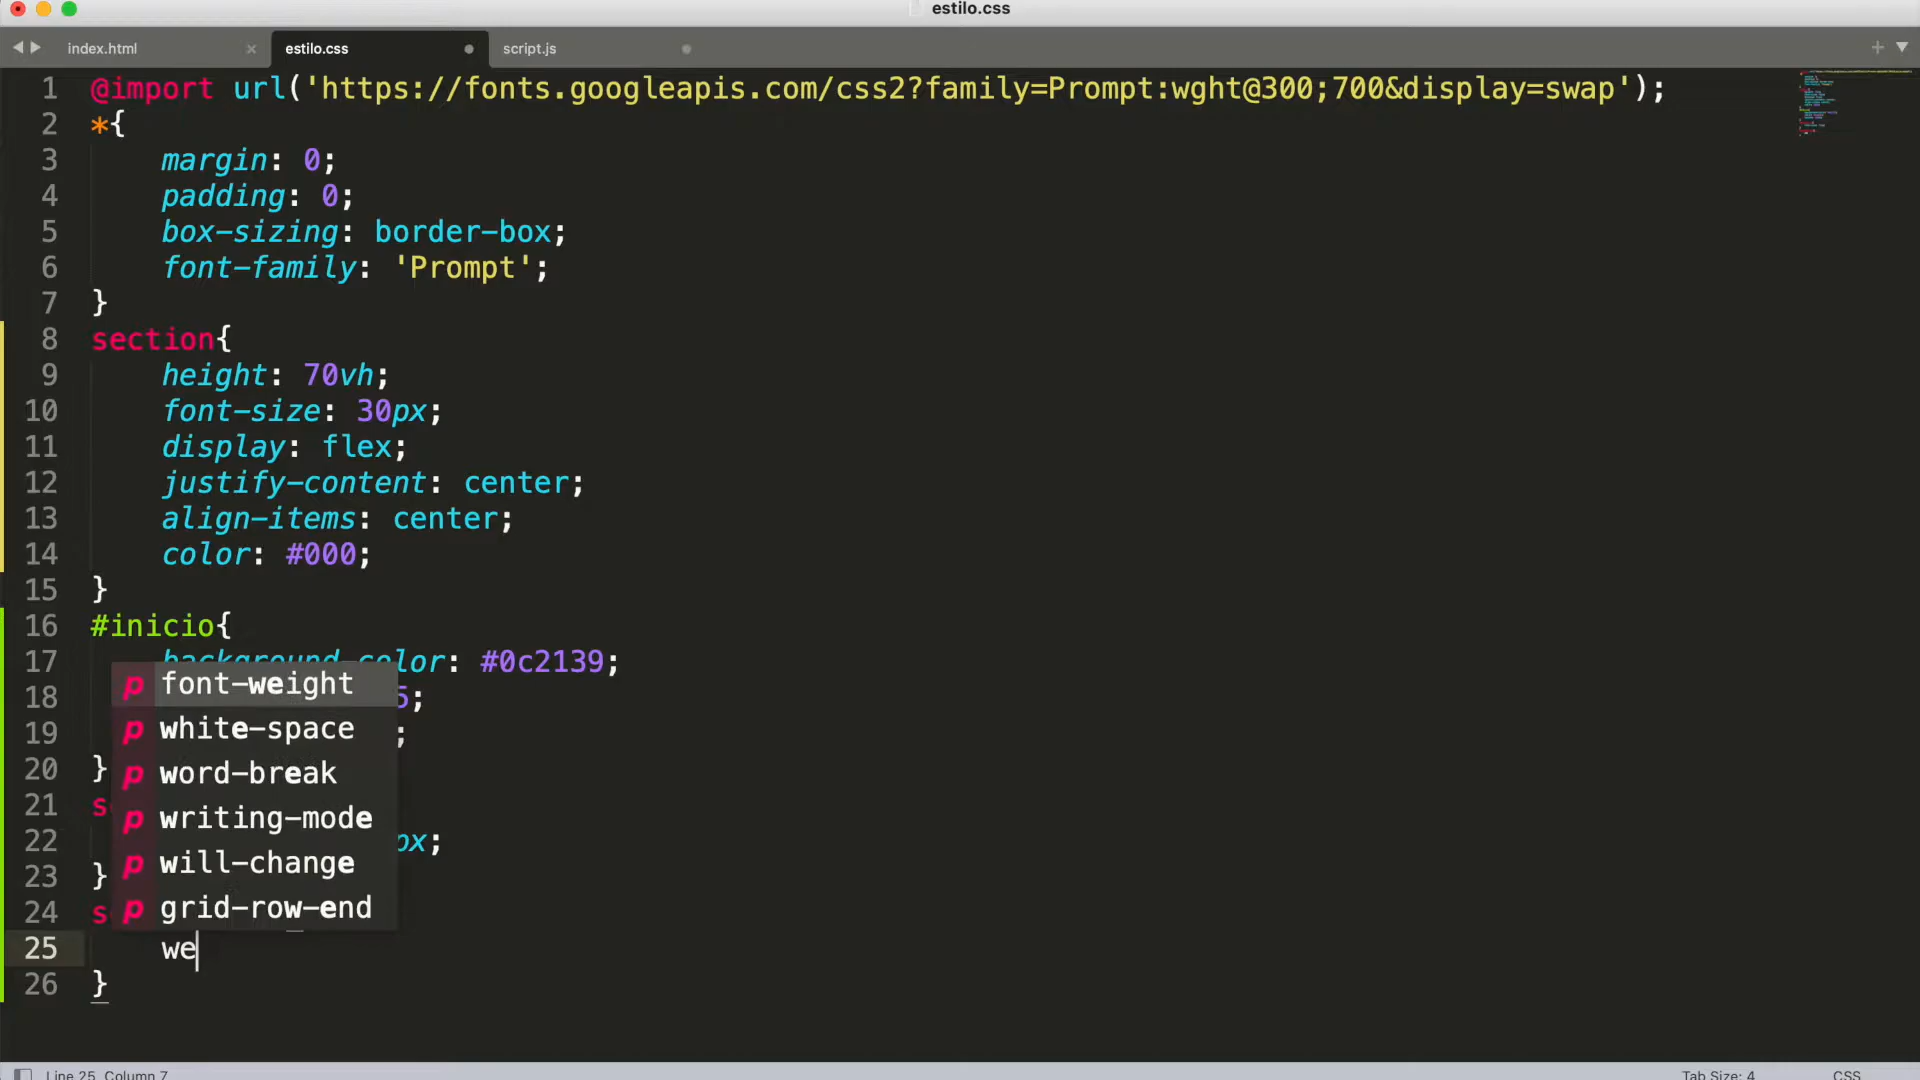 estilo.css
index.html estilo.css script.js
1 @import url('https://fonts.googleapis.com/css2?family=Prompt:wght@300;700&display=swap');
2 *{
3 margin: 0;
4 padding: 0;
5 box-sizing: border-box;
6 font-family: 'Prompt';
7 }
8 section{
9 height: 70vh;
10 font-size: 30px;
11 display: flex;
12 justify-content: center;
13 align-items: center;
14 color: #000;
15 }
16 #inicio{
17 background-color: #0c2139;
p font-weight
18 5;
p white-space
19 ;
20 }
p word-break
21 s
p writing-mode
22 px;
p will-change
23 }
p grid-row-end
24 s
25 we
26 }
Line 25, Column 7 Tab Size: 4 CSS